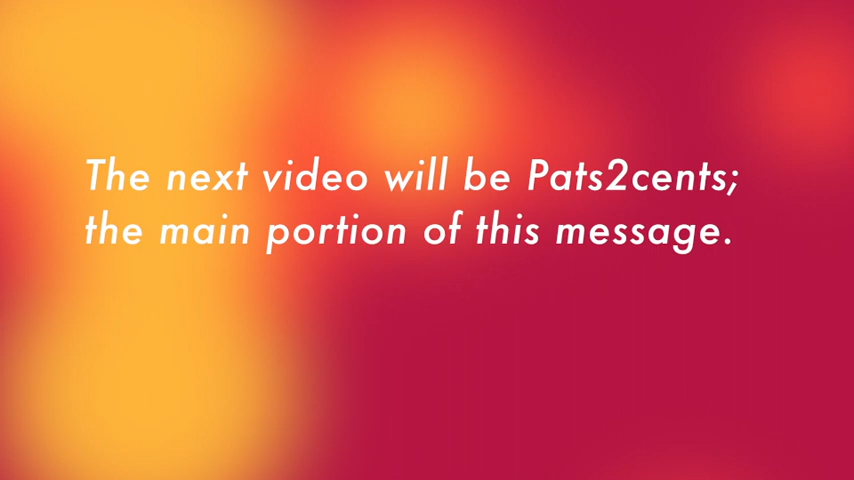 The next video will be Pats2cents;
the main portion of this message.